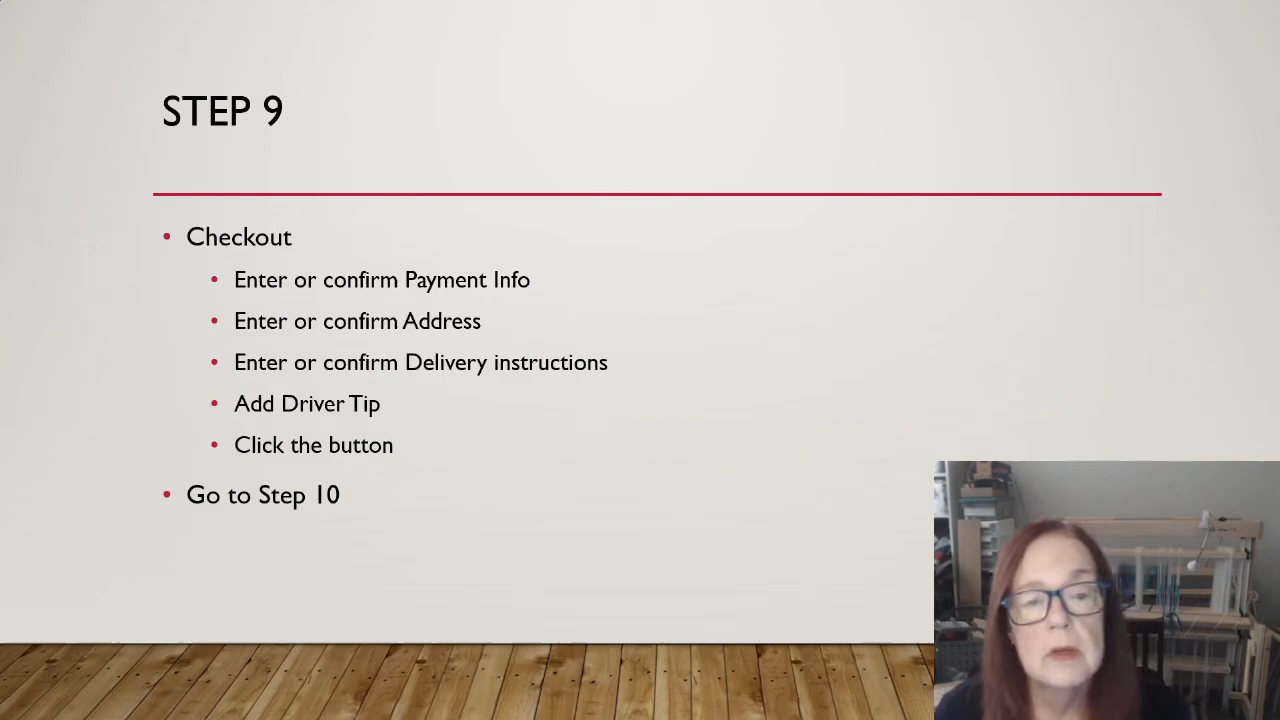 STEP 9
Checkout
Enter or confirm Payment Info
Enter or confirm Address
Enter or confirm Delivery instructions
Add Driver Tip
Click the button
Go to Step 10